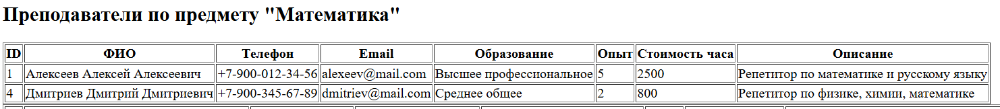 Преподаватели по предмету "Математика"
ID ФИО Телефон Email Образование Опыт Стоимость часа Описание
1 Алексеев Алексей Алексеевич +7-900-012-34-56 alexeev@mail.com Высшее профессиональное 5 2500 Репетитор по математике и русскому языку
4 Дмитриев Дмитрий Дмитриевич +7-900-345-67-89 dmitriev@mail.com Среднее общее 2 800 Репетитор по физике, химии, математике